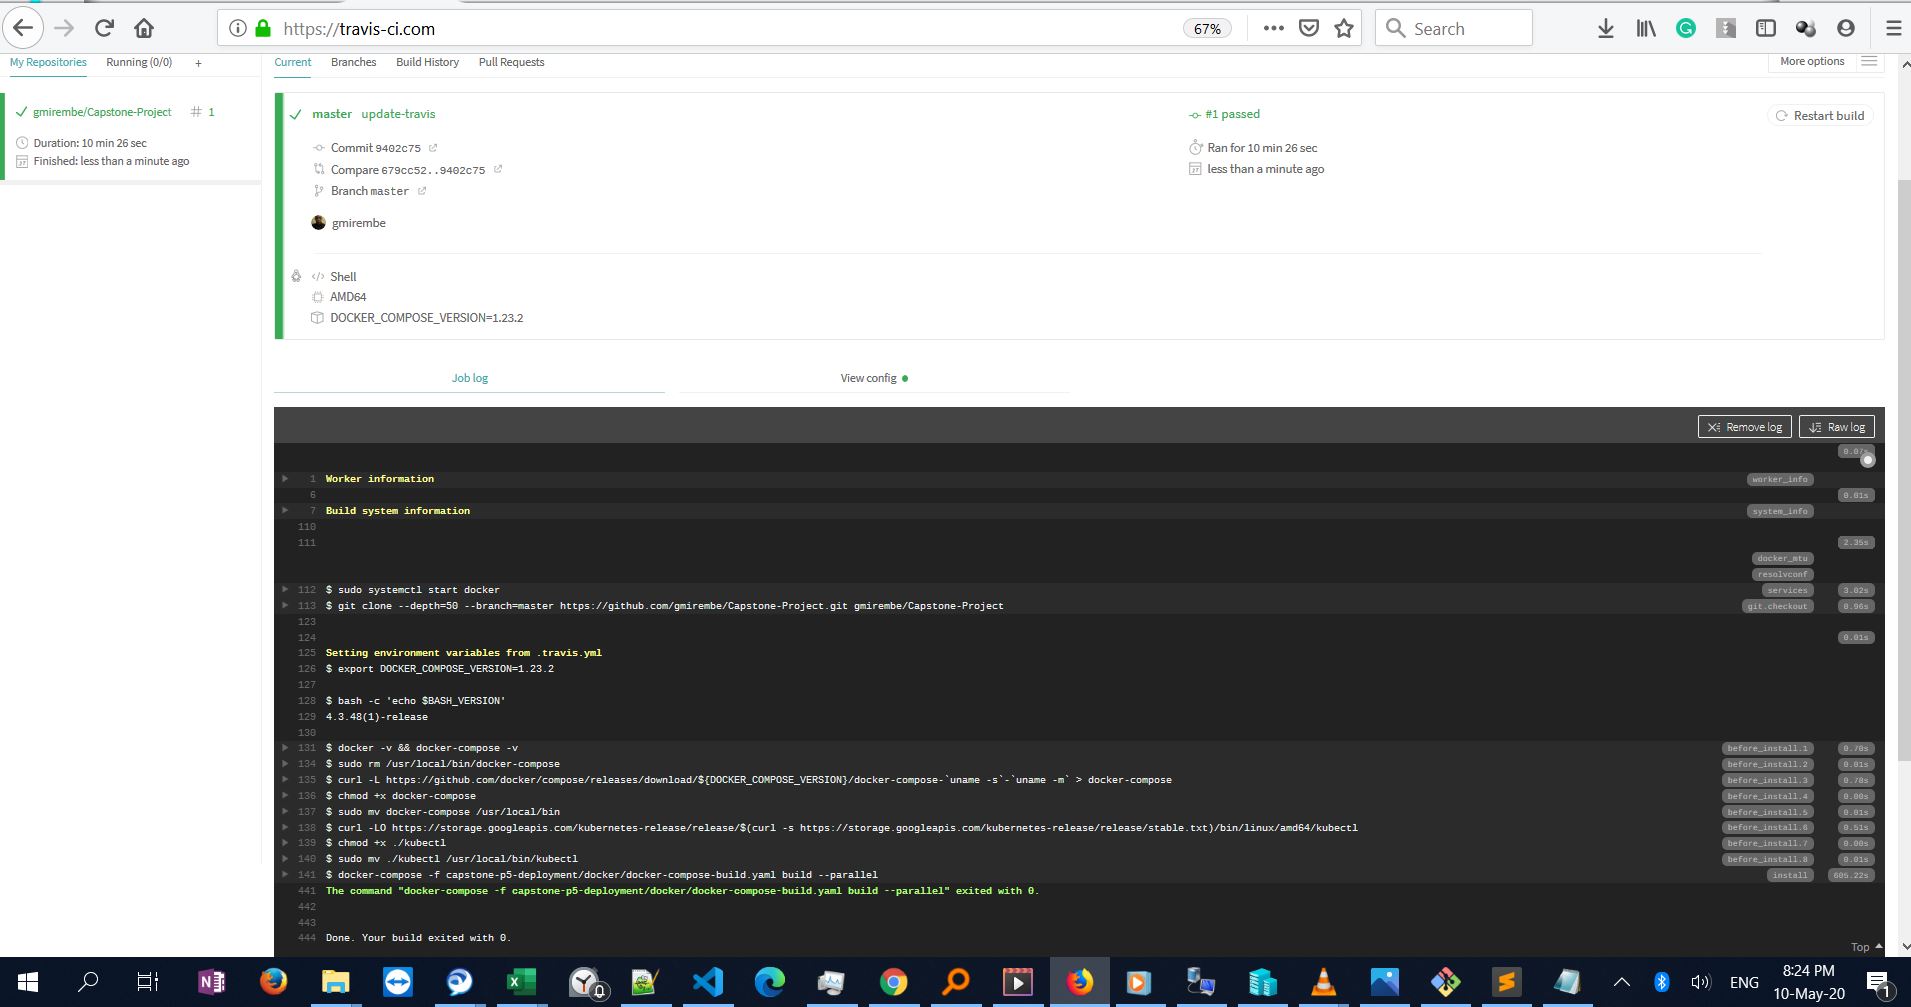 https://travis-ci.com
67%
Search
My Repositories Running (0/0) +
Current Branches Build History Pull Requests
More options
gmirembe/Capstone-Project # 1
Duration: 10 min 26 sec
Finished: less than a minute ago
master update-travis
#1 passed
Restart build
Commit 9402c75
Ran for 10 min 26 sec
Compare 679cc52..9402c75
less than a minute ago
Branch master
gmirembe
</> Shell
AMD64
DOCKER_COMPOSE_VERSION=1.23.2
Job log
View config
Remove log
Raw log
1 Worker information worker_info
6 0.01s
7 Build system information system_info
110
111 2.35s
docker_mtu
resolvconf
112 $ sudo systemctl start docker services 3.02s
113 $ git clone --depth=50 --branch=master https://github.com/gmirembe/Capstone-Project.git gmirembe/Capstone-Project git.checkout 0.96s
123
124 0.01s
125 Setting environment variables from .travis.yml
126 $ export DOCKER_COMPOSE_VERSION=1.23.2
127
128 $ bash -c 'echo $BASH_VERSION'
129 4.3.48(1)-release
130
131 $ docker -v && docker-compose -v before_install.1 0.70s
134 $ sudo rm /usr/local/bin/docker-compose before_install.2 0.01s
135 $ curl -L https://github.com/docker/compose/releases/download/${DOCKER_COMPOSE_VERSION}/docker-compose-`uname -s`-`uname -m` > docker-compose before_install.3 0.78s
136 $ chmod +x docker-compose before_install.4 0.00s
137 $ sudo mv docker-compose /usr/local/bin before_install.5 0.01s
138 $ curl -LO https://storage.googleapis.com/kubernetes-release/release/$(curl -s https://storage.googleapis.com/kubernetes-release/release/stable.txt)/bin/linux/amd64/kubectl before_install.6 0.51s
139 $ chmod +x ./kubectl before_install.7 0.00s
140 $ sudo mv ./kubectl /usr/local/bin/kubectl before_install.8 0.01s
141 $ docker-compose -f capstone-p5-deployment/docker/docker-compose-build.yaml build --parallel install 605.22s
441 The command "docker-compose -f capstone-p5-deployment/docker/docker-compose-build.yaml build --parallel" exited with 0.
442
443
444 Done. Your build exited with 0.
Top
ENG
8:24 PM
10-May-20
1